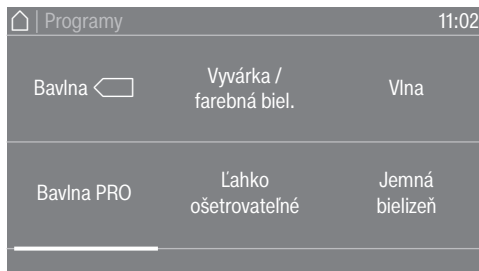 | Programy 11:02
Bavlna
Vyvárka /
farebná biel.
Vlna
Bavlna PRO
Ľahko
ošetrovateľné
Jemná
bielizeň